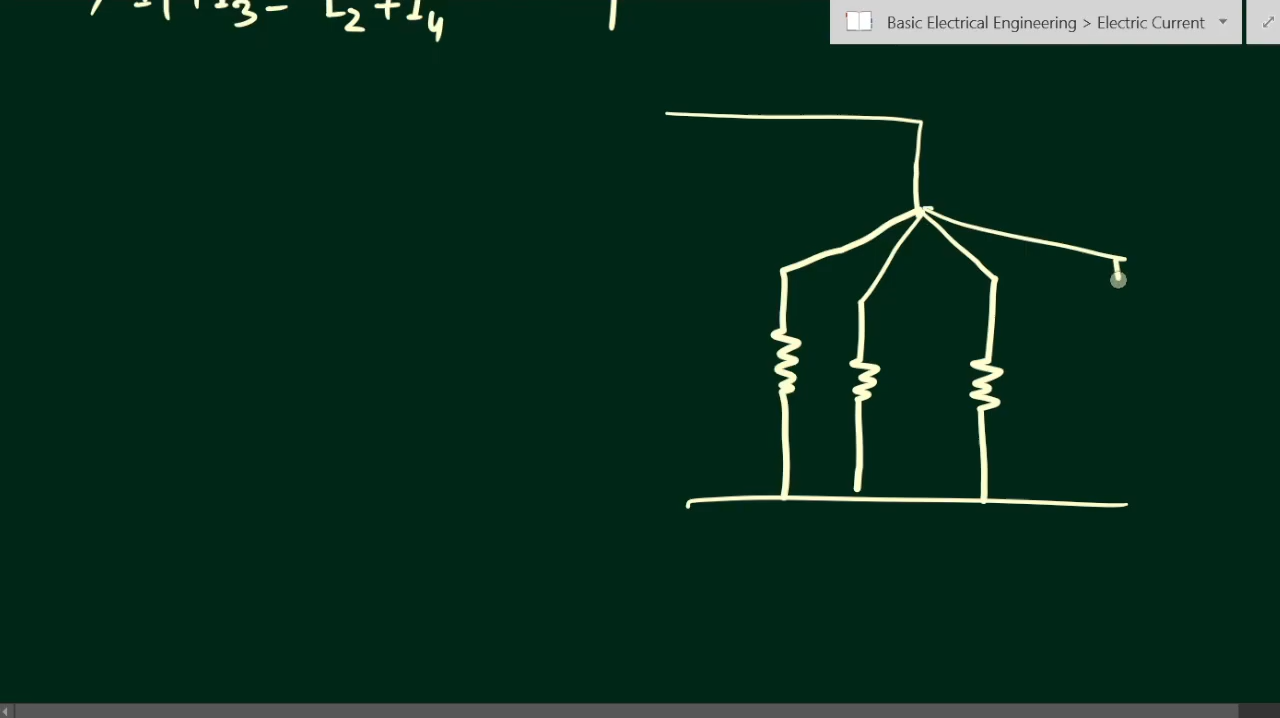 I1 + I3 = I2 + I4
Basic Electrical Engineering > Electric Current